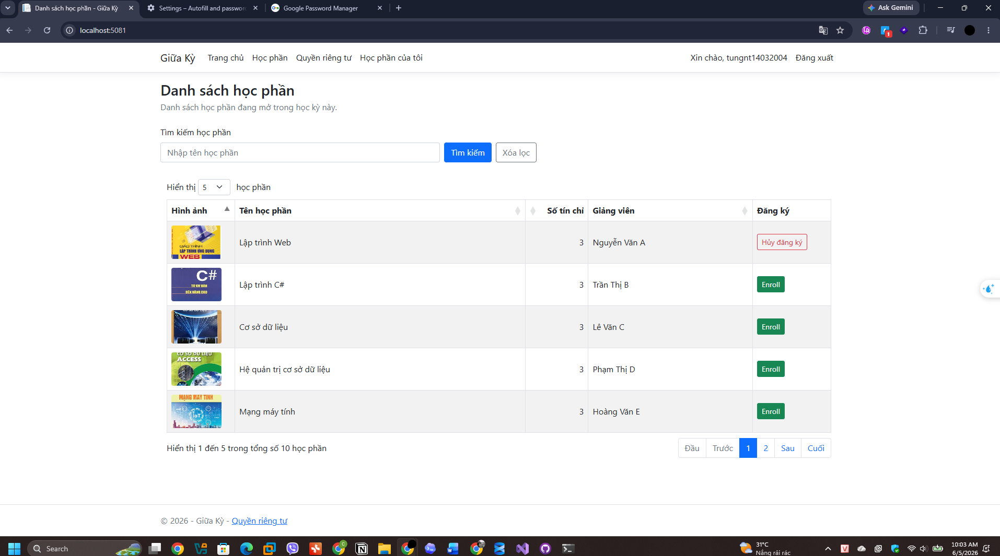 Danh sách học phần - Giữa Kỳ
Settings – Autofill and passwor
Google Password Manager
Ask Gemini
localhost:5081
1
Giữa Kỳ
Trang chủ
Học phần
Quyền riêng tư
Học phần của tôi
Xin chào, tungnt14032004
Đăng xuất
Danh sách học phần
Danh sách học phần đang mở trong học kỳ này.
Tìm kiếm học phần
Nhập tên học phần
Tìm kiếm
Xóa lọc
Hiển thị 5 học phần
Hình ảnh
Tên học phần
Số tín chỉ
Giảng viên
Đăng ký
GIÁO TRÌNH
LẬP TRÌNH ỨNG DỤNG
WEB
Lập trình Web
3
Nguyễn Văn A
Hủy đăng ký
C#
TỪ CƠ BẢN
ĐẾN NÂNG CAO
Lập trình C#
3
Trần Thị B
Enroll
CƠ SỞ DỮ LIỆU
Cơ sở dữ liệu
3
Lê Văn C
Enroll
CƠ SỞ DỮ LIỆU
ACCESS
Hệ quản trị cơ sở dữ liệu
3
Phạm Thị D
Enroll
MẠNG MÁY TÍNH
IoT
Mạng máy tính
3
Hoàng Văn E
Enroll
Hiển thị 1 đến 5 trong tổng số 10 học phần
Đầu
Trước
1
2
Sau
Cuối
© 2026 - Giữa Kỳ - Quyền riêng tư
Search
31°C
Nắng rải rác
10:03 AM
6/5/2026